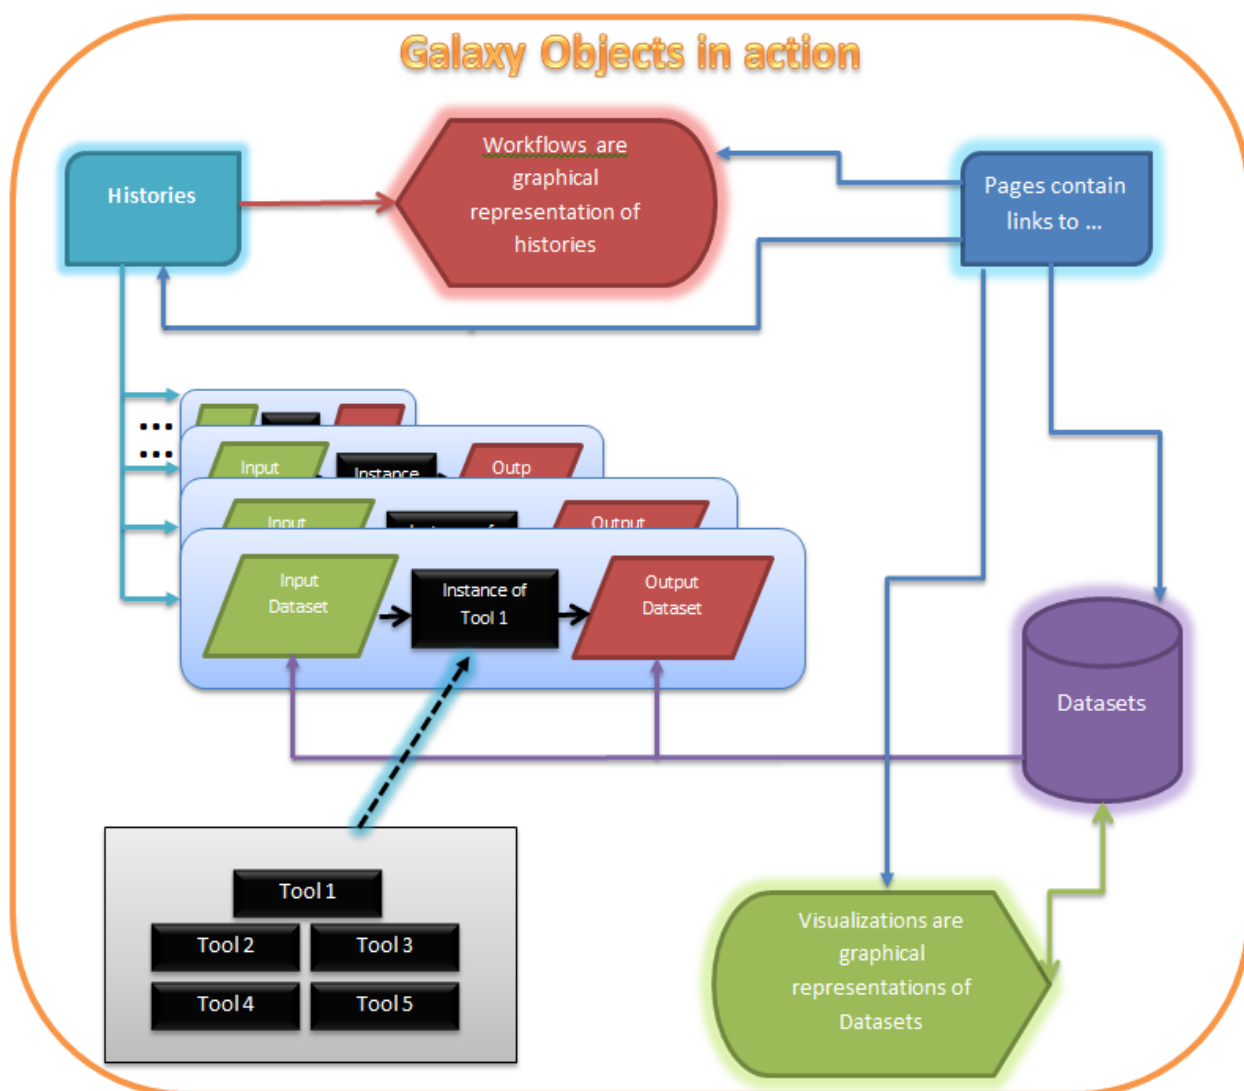 Galaxy Objects in action
Histories
Workflows are
graphical
representation of
histories
Pages contain
links to ...
...
...
Input
Instance
Outp
Input
Output
Input
Dataset
Instance of
Tool 1
Output
Dataset
Datasets
Tool 1
Tool 2
Tool 3
Tool 4
Tool 5
Visualizations are
graphical
representations of
Datasets